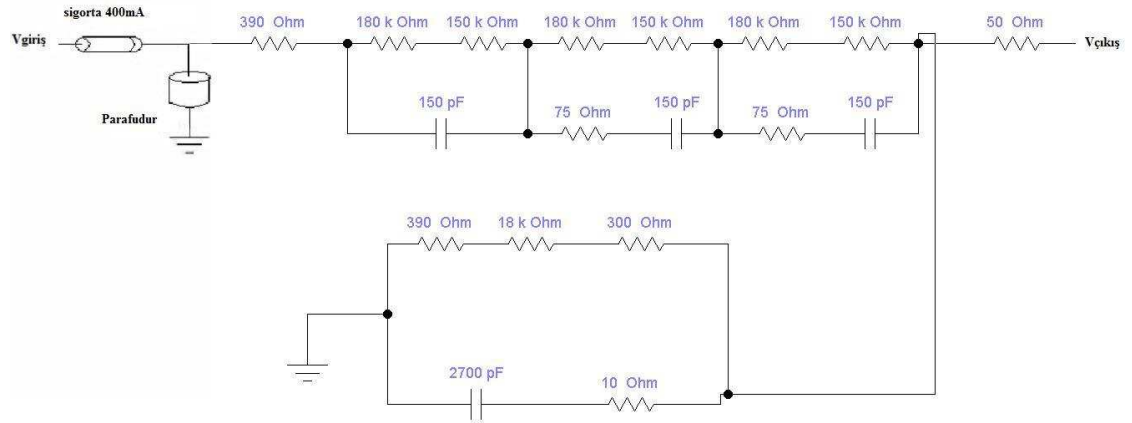 sigorta 400mA
Vgiriş
Parafudur
390 Ohm
180 k Ohm
150 k Ohm
180 k Ohm
150 k Ohm
180 k Ohm
150 k Ohm
50 Ohm
Vçıkış
150 pF
75 Ohm
150 pF
75 Ohm
150 pF
390 Ohm
18 k Ohm
300 Ohm
2700 pF
10 Ohm